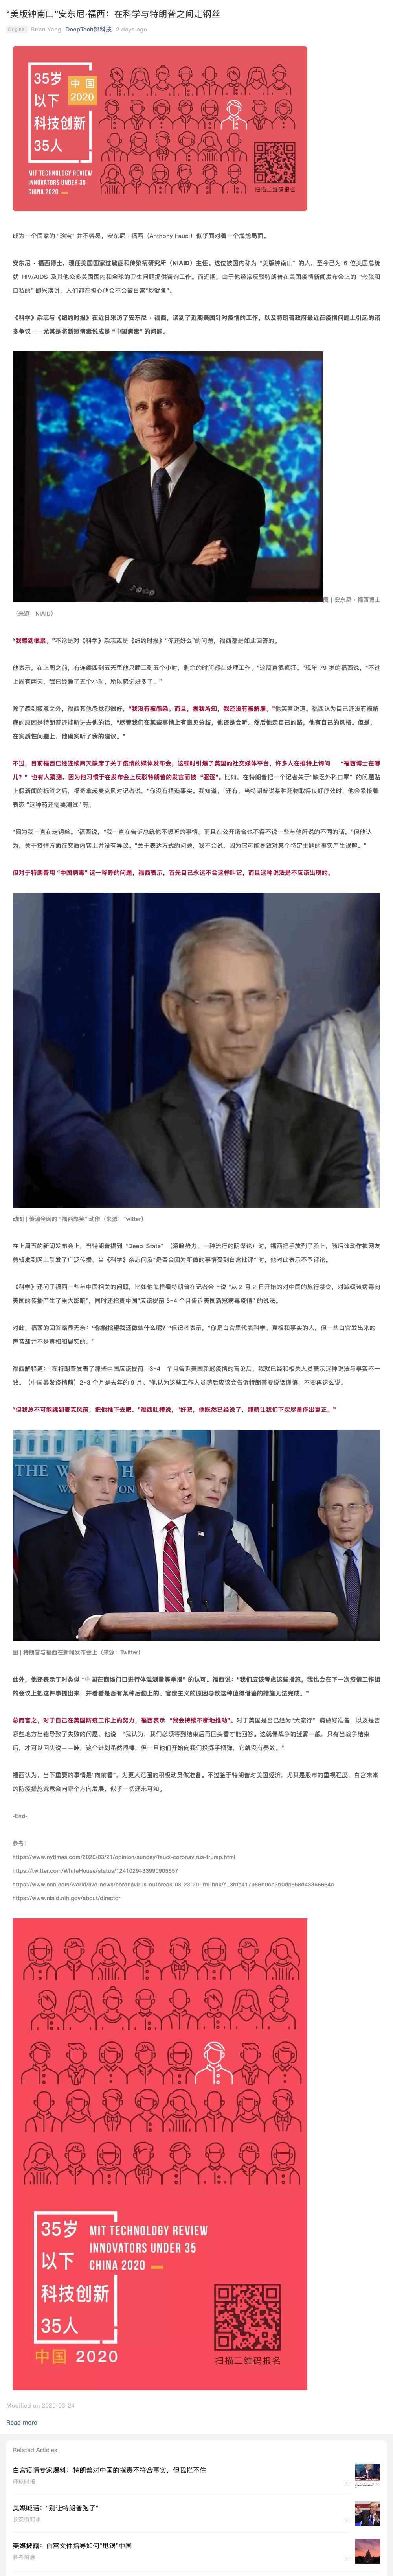 “美版钟南山”安东尼·福西：在科学与特朗普之间走钢丝
Original Brian Yang DeepTech深科技 2 days ago
35岁
以下
科技创新
35人
中国
2020
MIT TECHNOLOGY REVIEW
INNOVATORS UNDER 35
CHINA 2020
扫描二维码报名
成为一个国家的 “珍宝” 并不容易，安东尼 · 福西（Anthony Fauci）似乎面对着一个尴尬局面。
安东尼 · 福西博士，现任美国国家过敏症和传染病研究所（NIAID）主任。这位被国内称为 “美版钟南山” 的人，至今已为 6 位美国总统
就 HIV/AIDS 及其他众多美国国内和全球的卫生问题提供咨询工作。而近期，由于他经常反驳特朗普在美国疫情新闻发布会上的 “夸张和
自私的” 即兴演讲，人们都在担心他会不会被白宫“炒鱿鱼”。
《科学》杂志与《纽约时报》在近日采访了安东尼 · 福西，谈到了近期美国针对疫情的工作，以及特朗普政府最近在疫情问题上引起的诸
多争议——尤其是将新冠病毒说成是 “中国病毒” 的问题。
图 | 安东尼 · 福西博士
（来源：NIAID）
“我感到很累。”不论是对《科学》杂志或是《纽约时报》“你还好么”的问题，福西都是如此回答的。
他表示，在上周之前，有连续四到五天里他只睡三到五个小时，剩余的时间都在处理工作。“这简直很疯狂。”现年 79 岁的福西说，“不过
上周有两天，我已经睡了五个小时，所以感觉好多了。”
除了感到疲惫之外，福西其他感觉都很好，“我没有被感染。而且，据我所知，我还没有被解雇。”他笑着说道。福西认为自己还没有被解
雇的原因是特朗普还能听进去他的话，“尽管我们在某些事情上有意见分歧，他还是会听。然后他走自己的路，他有自己的风格。但是，
在实质性问题上，他确实听了我的建议。”
不过，目前福西已经连续两天缺席了关于疫情的媒体发布会，这顿时引爆了美国的社交媒体平台，许多人在推特上询问 “福西博士在哪
儿？” 也有人猜测，因为他习惯于在发布会上反驳特朗普的发言而被 “驱逐”。比如，在特朗普把一个记者关于“缺乏外科口罩” 的问题贴
上假新闻的标签之后，福奇拿起麦克风对记者说，“你没有捏造事实。我知道。”还有，当特朗普说某种药物取得良好疗效时，他会紧接着
表态 “这种药还需要测试” 等。
“因为我一直在走钢丝。”福西说，“我一直在告诉总统他不想听的事情。而且在公开场合也不得不说一些与他所说的不同的话。”但他认
为，关于疫情方面在实质内容上并没有异议。“关于表达方式的问题，我不会说，因为它可能导致对某个特定主题的事实产生误解。”
但对于特朗普用 “中国病毒” 这一称呼的问题，福西表示，首先自己永远不会这样叫它，而且这种说法是不应该出现的。
动图 | 传遍全网的 “福西憋笑” 动作（来源：Twitter）
在上周五的新闻发布会上，当特朗普提到 “Deep State” （深暗势力，一种流行的阴谋论）时，福西把手放到了脸上，随后该动作被网友
剪辑发到网上引发了广泛传播。当《科学》杂志问及“是否会因为所做的事情受到白宫批评” 时，他对此表示不予评论。
《科学》还问了福西一些与中国相关的问题，比如他怎样看特朗普在记者会上说 “从 2 月 2 日开始的对中国的旅行禁令，对减缓该病毒向
美国的传播产生了重大影响”，同时还指责中国“应该提前 3~4 个月告诉美国新冠病毒疫情” 的说法。
对此，福西的回答略显无奈：“你能指望我还做些什么呢？”但记者表示，“你是白宫里代表科学、真相和事实的人，但一些白宫发出来的
声音却并不是真相和属实的。”
福西解释道：“在特朗普发表了那些中国应该提前 3~4 个月告诉美国新冠疫情的言论后，我就已经和相关人员表示这种说法与事实不一
致。（中国暴发疫情前）2~3 个月是去年的 9 月。”他认为这些工作人员随后应该会告诉特朗普要说话谨慎，不要再这么说。
“但我总不可能跳到麦克风前，把他推下去吧。”福西吐槽说，“好吧，他既然已经说了，那就让我们下次尽量作出更正。”
图 | 特朗普与福西在新闻发布会上（来源：Twitter）
此外，他还表示了对类似 “中国在商场门口进行体温测量等举措” 的认可。福西说：“我们应该考虑这些措施，我也会在下一次疫情工作组
的会议上把这件事提出来，并看看是否有某种后勤上的、官僚主义的原因导致这种值得借鉴的措施无法完成。”
总而言之，对于自己在美国防疫工作上的努力，福西表示 “我会持续不断地推动”。对于美国是否已经为“大流行” 病做好准备，以及是否
哪些地方出错导致了失败的问题，他说：“我认为，我们必须等到结束后再回头看才能回答。这就像战争的迷雾一般，只有当战争结束
后，才可以回头说——哇，这个计划虽然很棒，但一旦他们开始向我们投掷手榴弹，它就没有奏效。”
福西认为，当下重要的事情是“向前看”，为更大范围的积极动员做准备。不过鉴于特朗普对美国经济，尤其是股市的重视程度，白宫未来
的防疫措施究竟会向哪个方向发展，似乎一切还未可知。
-End-
参考：
https://www.nytimes.com/2020/03/21/opinion/sunday/fauci-coronavirus-trump.html
https://twitter.com/WhiteHouse/status/1241029433990905857
https://www.cnn.com/world/live-news/coronavirus-outbreak-03-23-20-intl-hnk/h_3bfc417986b0cb3b0da658d43356664e
https://www.niaid.nih.gov/about/director
35岁
以下
科技创新
35人
中国 2020
MIT TECHNOLOGY REVIEW
INNOVATORS UNDER 35
CHINA 2020
扫描二维码报名
Modified on 2020-03-24
Read more
Related Articles
白宫疫情专家爆料：特朗普对中国的指责不符合事实，但我拦不住
环球时报
美媒喊话：“别让特朗普跑了”
长安街知事
美媒披露：白宫文件指导如何“甩锅”中国
参考消息